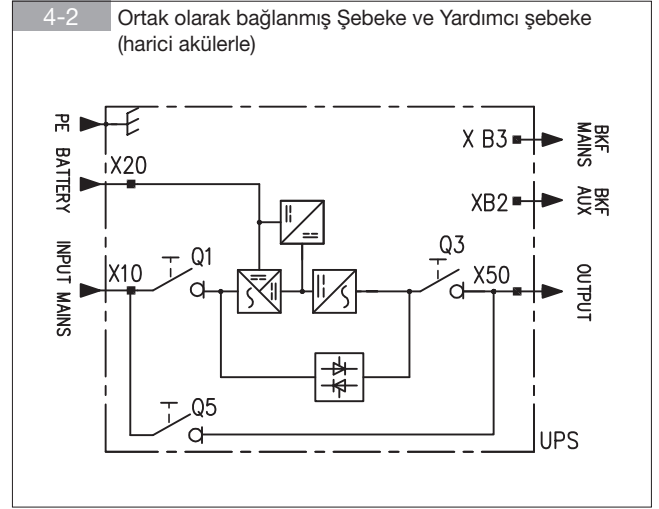 4-2 Ortak olarak bağlanmış Şebeke ve Yardımcı şebeke
(harici akülerle)
PE
BATTERY
INPUT MAINS
X20
X10
Q1
Q5
Q3
X50
X B3
XB2
BKF
MAINS
BKF
AUX
OUTPUT
UPS